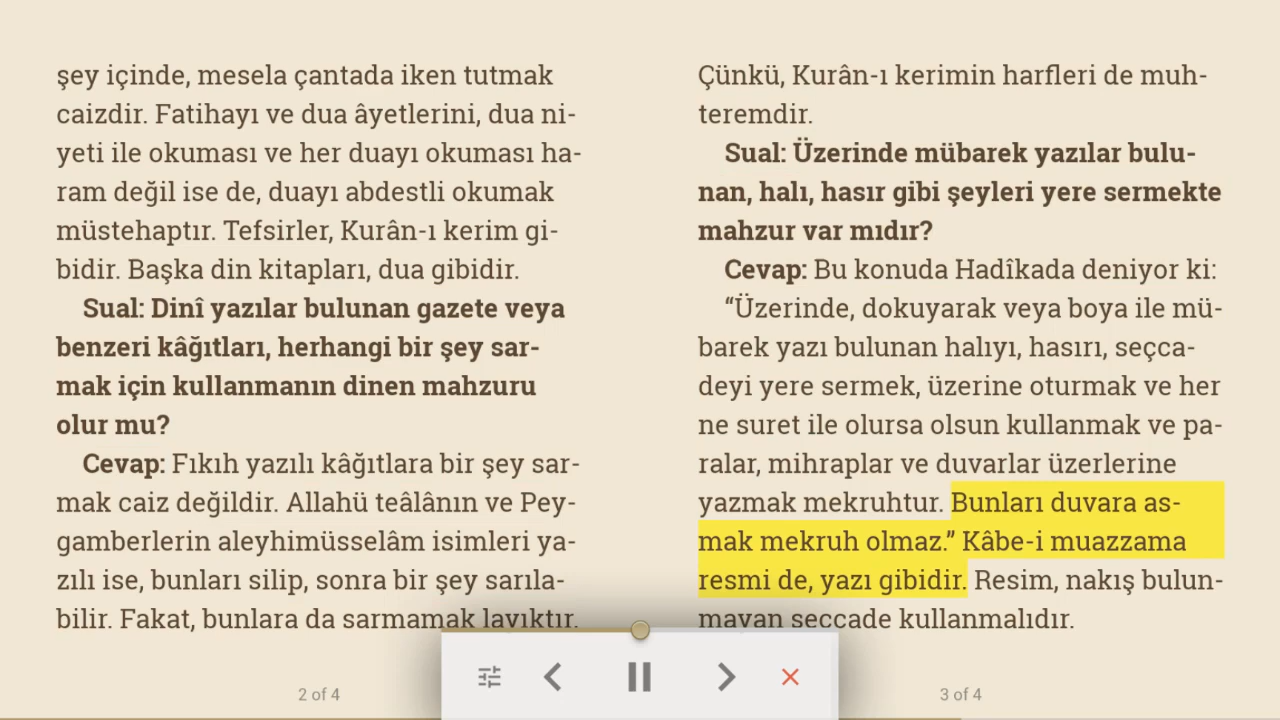 şey içinde, mesela çantada iken tutmak
caizdir. Fatihayı ve dua âyetlerini, dua ni-
yeti ile okuması ve her duayı okuması ha-
ram değil ise de, duayı abdestli okumak
müstehaptır. Tefsirler, Kurân-ı kerim gi-
bidir. Başka din kitapları, dua gibidir.
Sual: Dinî yazılar bulunan gazete veya
benzeri kâğıtları, herhangi bir şey sar-
mak için kullanmanın dinen mahzuru
olur mu?
Cevap: Fıkıh yazılı kâğıtlara bir şey sar-
mak caiz değildir. Allahü teâlânın ve Pey-
gamberlerin aleyhimüsselâm isimleri ya-
zılı ise, bunları silip, sonra bir şey sarıla-
bilir. Fakat, bunlara da sarmamak layıktır.
2 of 4
Çünkü, Kurân-ı kerimin harfleri de muh-
teremdir.
Sual: Üzerinde mübarek yazılar bulu-
nan, halı, hasır gibi şeyleri yere sermekte
mahzur var mıdır?
Cevap: Bu konuda Hadîkada deniyor ki:
“Üzerinde, dokuyarak veya boya ile mü-
barek yazı bulunan halıyı, hasırı, secca-
deyi yere sermek, üzerine oturmak ve her
ne suret ile olursa olsun kullanmak ve pa-
ralar, mihraplar ve duvarlar üzerlerine
yazmak mekruhtur. Bunları duvara as-
mak mekruh olmaz.” Kâbe-i muazzama
resmi de, yazı gibidir. Resim, nakış bulun-
mayan seccade kullanmalıdır.
3 of 4